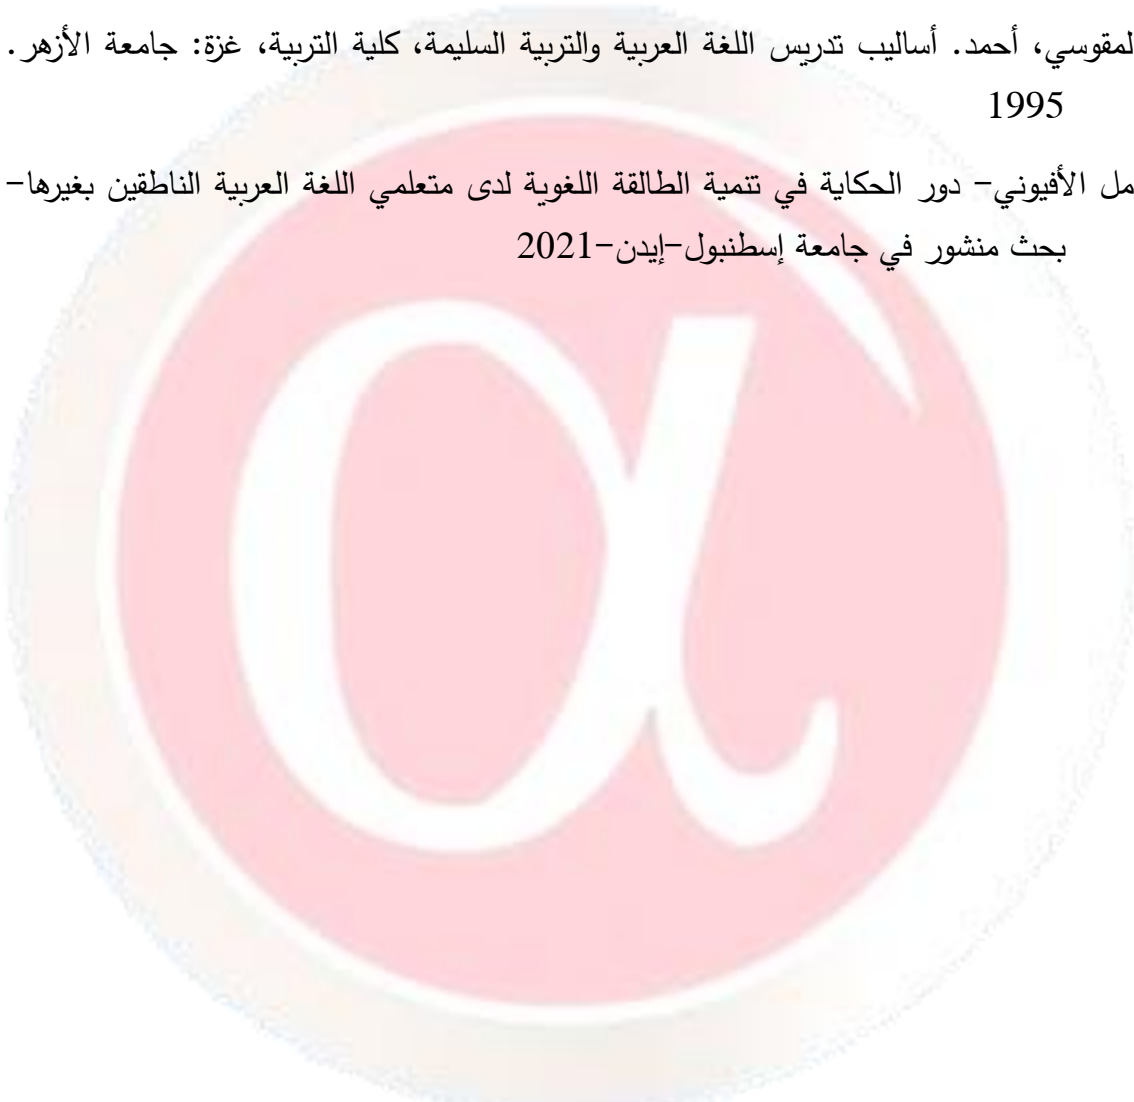 لمقوسي، أحمد. أساليب تدريس اللغة العربية والتربية السليمة، كلية التربية، غزة: جامعة الأزهر.
1995
مل الأفيوني- دور الحكاية في تنمية الطالقة اللغوية لدى متعلمي اللغة العربية الناطقين بغيرها-
بحث منشور في جامعة إسطنبول-إيدن-2021